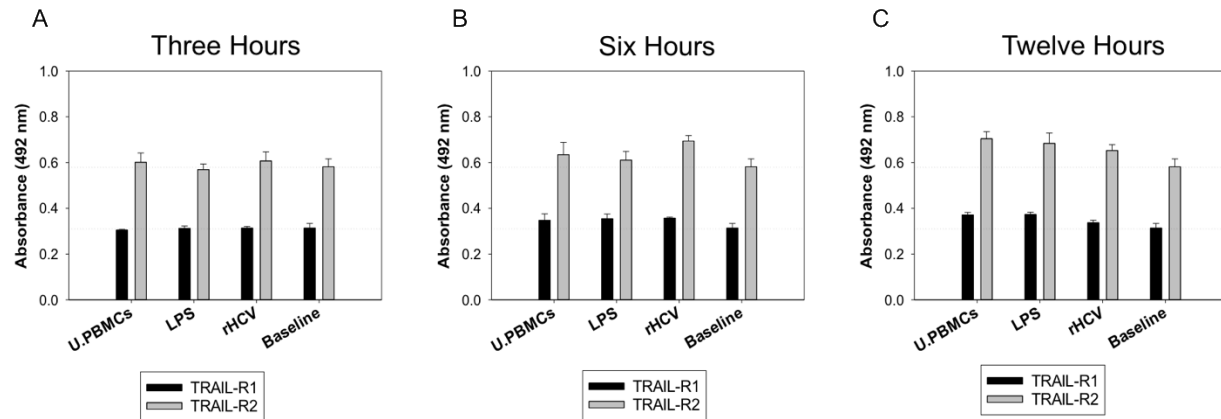 A
Three Hours
Absorbance (492 nm)
1.0
0.8
0.6
0.4
0.2
0.0
U.PBMCs
LPS
rHCV
Baseline
TRAIL-R1
TRAIL-R2
B
Six Hours
Absorbance (492 nm)
1.0
0.8
0.6
0.4
0.2
0.0
U.PBMCs
LPS
rHCV
Baseline
TRAIL-R1
TRAIL-R2
C
Twelve Hours
Absorbance (492 nm)
1.0
0.8
0.6
0.4
0.2
0.0
U.PBMCs
LPS
rHCV
Baseline
TRAIL-R1
TRAIL-R2